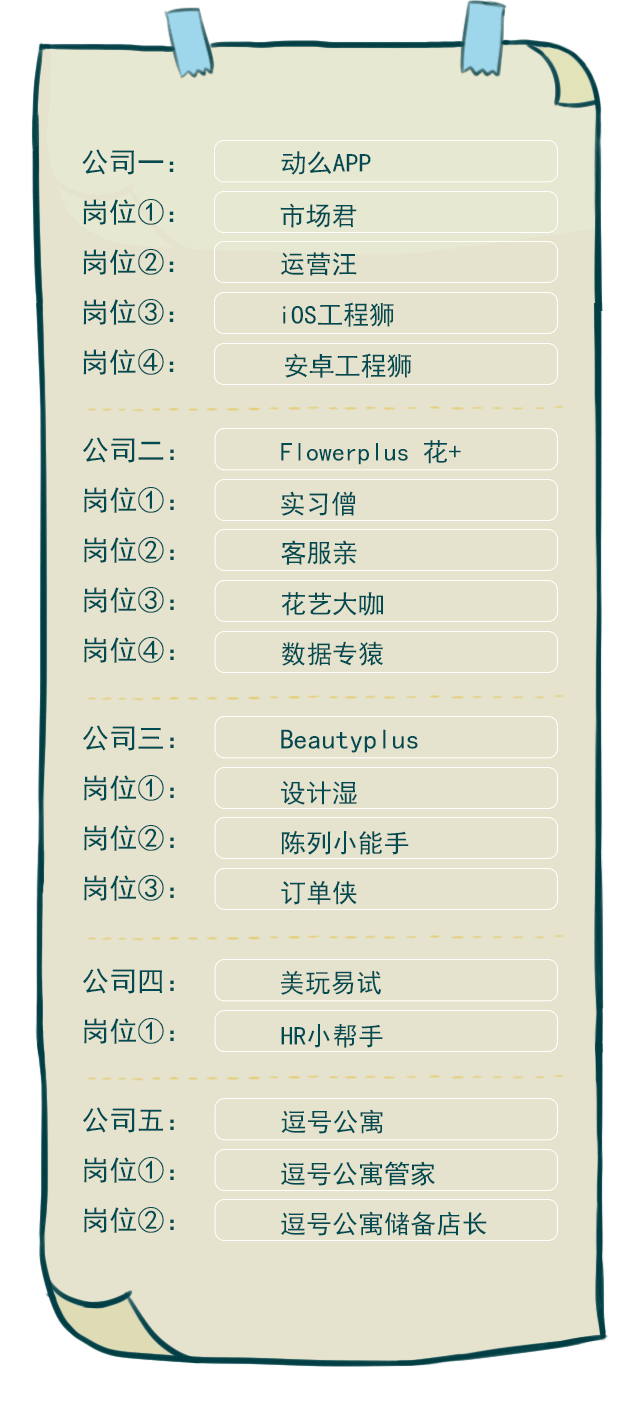 公司一： 动么APP
岗位①： 市场君
岗位②： 运营汪
岗位③： iOS工程狮
岗位④： 安卓工程狮
公司二： Flowerplus 花+
岗位①： 实习僧
岗位②： 客服亲
岗位③： 花艺大咖
岗位④： 数据专猿
公司三： Beautyplus
岗位①： 设计湿
岗位②： 陈列小能手
岗位③： 订单侠
公司四： 美玩易试
岗位①： HR小帮手
公司五： 逗号公寓
岗位①： 逗号公寓管家
岗位②： 逗号公寓储备店长